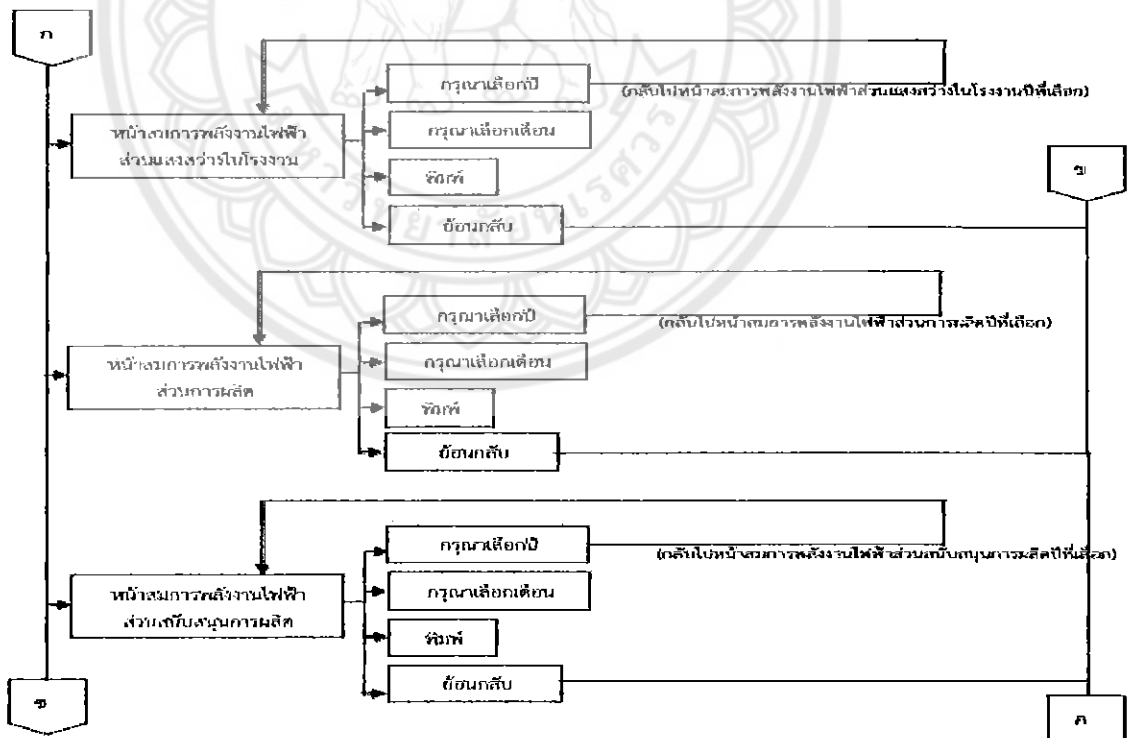 ก
กรุณาเลือกปี
(กลับไปหน้าสมการพลังงานไฟฟ้าส่วนแสงสว่างในโรงงานปีที่เลือก)
หน้าสมการพลังงานไฟฟ้า
ส่วนแสงสว่างในโรงงาน
กรุณาเลือกเดือน
พิมพ์
ย้อนกลับ
ข
กรุณาเลือกปี
(กลับไปหน้าสมการพลังงานไฟฟ้าส่วนการผลิตปีที่เลือก)
หน้าสมการพลังงานไฟฟ้า
ส่วนการผลิต
กรุณาเลือกเดือน
พิมพ์
ย้อนกลับ
กรุณาเลือกปี
(กลับไปหน้าสมการพลังงานไฟฟ้าส่วนสนับสนุนการผลิตปีที่เลือก)
หน้าสมการพลังงานไฟฟ้า
ส่วนสนับสนุนการผลิต
กรุณาเลือกเดือน
พิมพ์
ย้อนกลับ